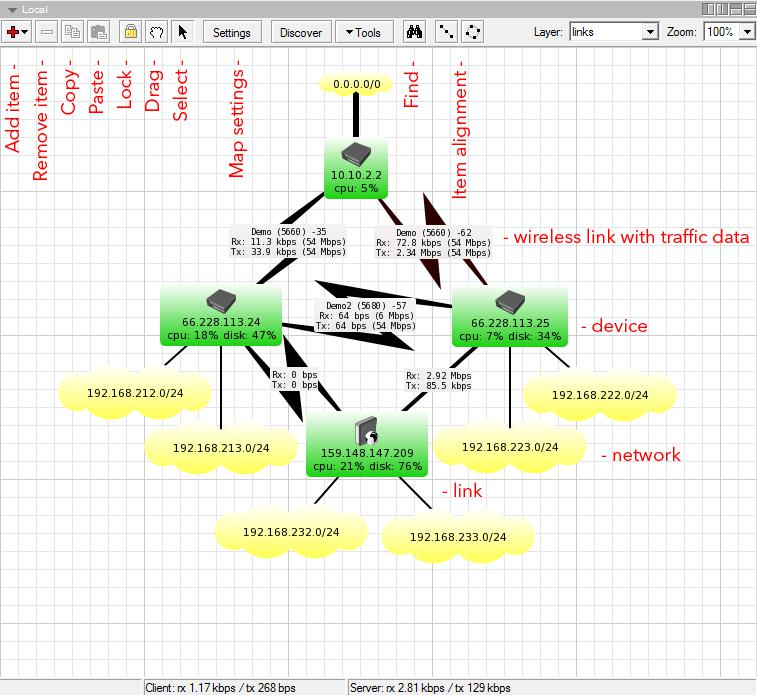 Local
Settings
Discover
Tools
Layer:
links
Zoom:
100%
Add item -
Remove item -
Copy -
Paste -
Lock -
Drag -
Select -
Map settings -
Find -
Item alignment -
0.0.0.0/0
10.10.2.2
cpu: 5%
Demo (5660) -35
Rx: 11.3 kbps (54 Mbps)
Tx: 33.9 kbps (54 Mbps)
Demo (5660) -62
Rx: 72.8 kbps (54 Mbps)
Tx: 2.34 Mbps (54 Mbps)
- wireless link with traffic data
66.228.113.24
cpu: 18% disk: 47%
Demo2 (5680) -57
Rx: 64 bps (6 Mbps)
Tx: 64 bps (54 Mbps)
66.228.113.25
cpu: 7% disk: 34%
- device
Rx: 0 bps
Tx: 0 bps
Rx: 2.92 Mbps
Tx: 85.5 kbps
192.168.212.0/24
192.168.222.0/24
192.168.213.0/24
159.148.147.209
cpu: 21% disk: 76%
192.168.223.0/24
- network
- link
192.168.232.0/24
192.168.233.0/24
Client: rx 1.17 kbps / tx 268 bps
Server: rx 2.81 kbps / tx 129 kbps